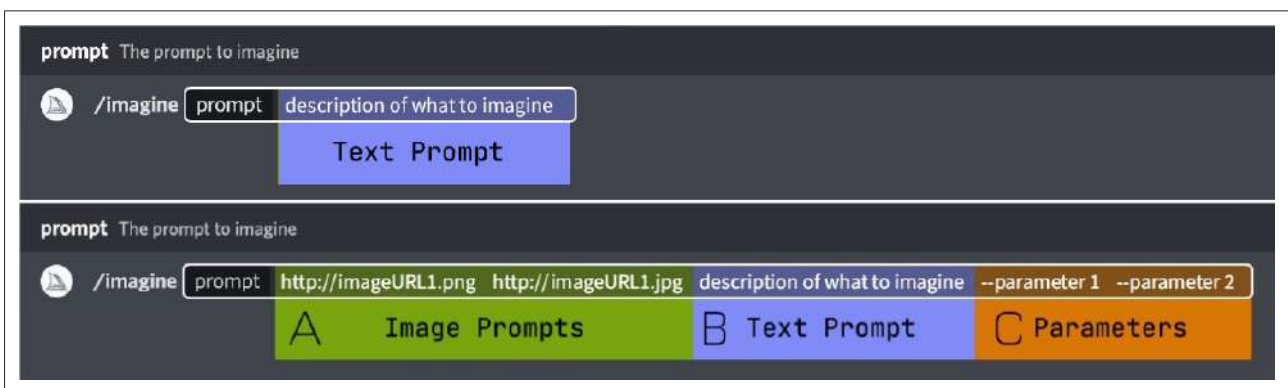 prompt The prompt to imagine
/imagine prompt description of what to imagine
Text Prompt
prompt The prompt to imagine
/imagine prompt http://imageURL1.png http://imageURL1.jpg description of what to imagine --parameter 1 --parameter 2
A Image Prompts B Text Prompt C Parameters